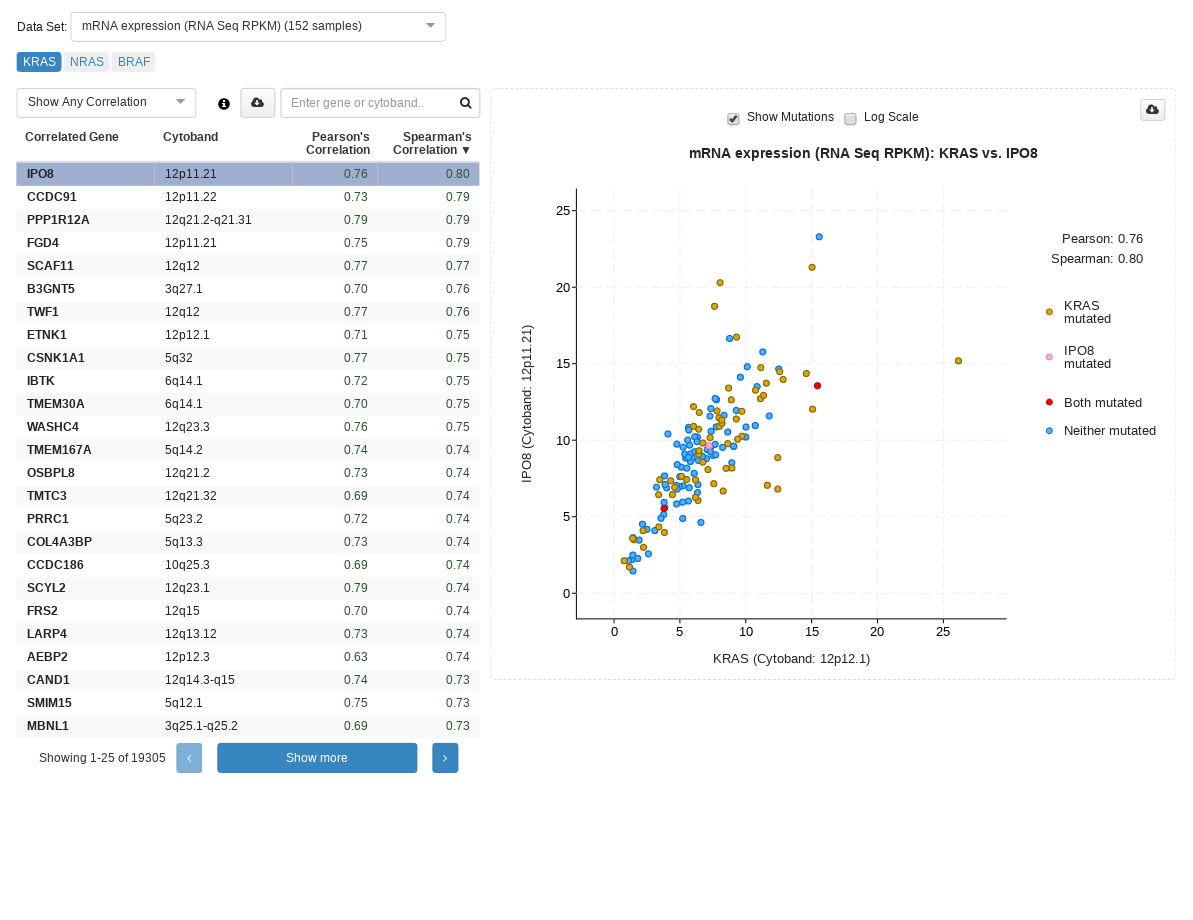 Data Set: mRNA expression (RNA Seq RPKM) (152 samples)
KRAS NRAS BRAF
Show Any Correlation Enter gene or cytoband..
Correlated Gene Cytoband Pearson's Correlation Spearman's Correlation ▼
IPO8 12p11.21 0.76 0.80
CCDC91 12p11.22 0.73 0.79
PPP1R12A 12q21.2-q21.31 0.79 0.79
FGD4 12p11.21 0.75 0.79
SCAF11 12q12 0.77 0.77
B3GNT5 3q27.1 0.70 0.76
TWF1 12q12 0.77 0.76
ETNK1 12p12.1 0.71 0.75
CSNK1A1 5q32 0.77 0.75
IBTK 6q14.1 0.72 0.75
TMEM30A 6q14.1 0.70 0.75
WASHC4 12q23.3 0.76 0.75
TMEM167A 5q14.2 0.74 0.74
OSBPL8 12q21.2 0.73 0.74
TMTC3 12q21.32 0.69 0.74
PRRC1 5q23.2 0.72 0.74
COL4A3BP 5q13.3 0.73 0.74
CCDC186 10q25.3 0.69 0.74
SCYL2 12q23.1 0.79 0.74
FRS2 12q15 0.70 0.74
LARP4 12q13.12 0.73 0.74
AEBP2 12p12.3 0.63 0.74
CAND1 12q14.3-q15 0.74 0.73
SMIM15 5q12.1 0.75 0.73
MBNL1 3q25.1-q25.2 0.69 0.73
Showing 1-25 of 19305 ‹ Show more ›
Show Mutations Log Scale
mRNA expression (RNA Seq RPKM): KRAS vs. IPO8
25
20
15
10
5
0
IPO8 (Cytoband: 12p11.21)
0 5 10 15 20 25
KRAS (Cytoband: 12p12.1)
Pearson: 0.76
Spearman: 0.80
KRAS
mutated
IPO8
mutated
Both mutated
Neither mutated